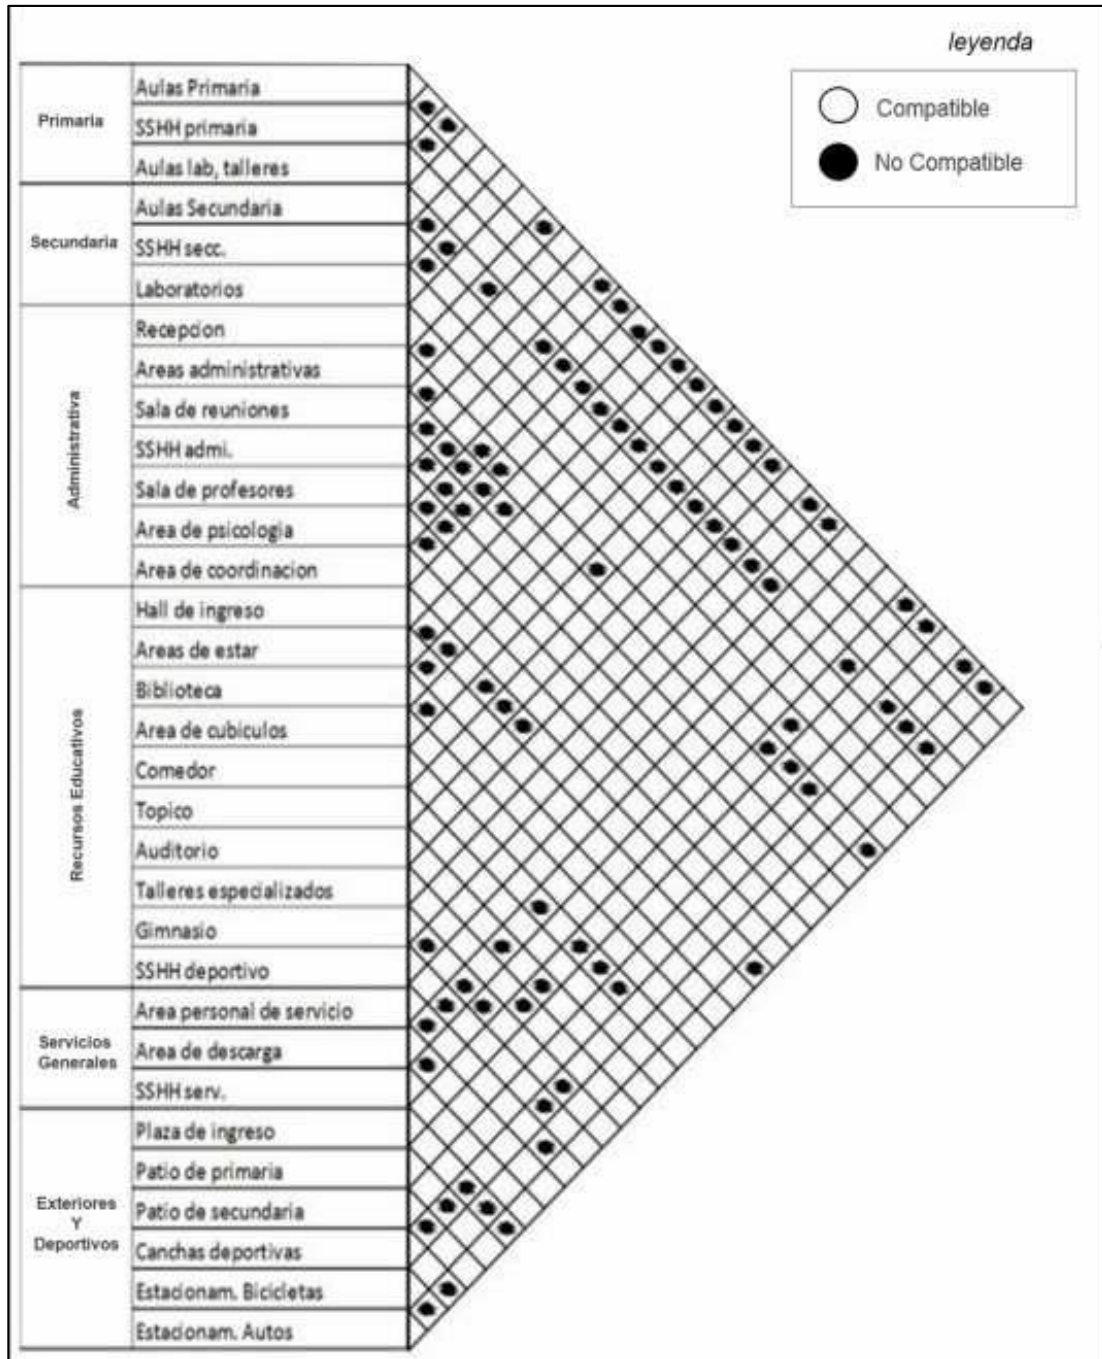 leyenda
Compatible
No Compatible
Primaria
Aulas Primaria
SSHH primaria
Aulas lab, talleres
Secundaria
Aulas Secundaria
SSHH secc.
Laboratorios
Administrativa
Recepcion
Areas administrativas
Sala de reuniones
SSHH admi.
Sala de profesores
Area de psicologia
Area de coordinacion
Recursos Educativos
Hall de ingreso
Areas de estar
Biblioteca
Area de cubiculos
Comedor
Topico
Auditorio
Talleres especializados
Gimnasio
SSHH deportivo
Servicios
Generales
Area personal de servicio
Area de descarga
SSHH serv.
Exteriores
Y
Deportivos
Plaza de ingreso
Patio de primaria
Patio de secundaria
Canchas deportivas
Estacionam. Bicicletas
Estacionam. Autos